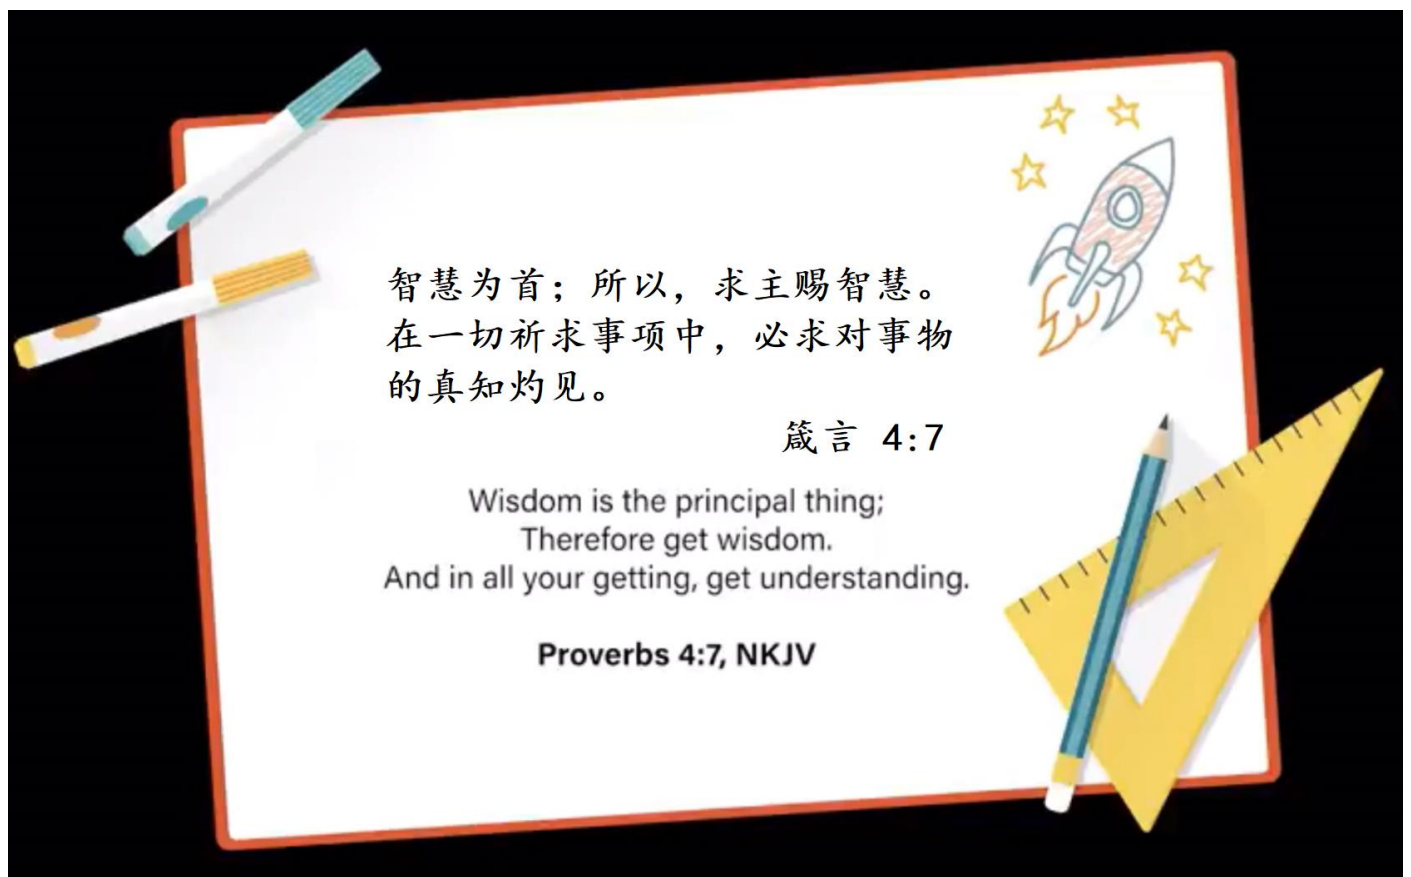 智慧为首；所以，求主赐智慧。
在一切祈求事项中，必求对事物
的真知灼见。
箴言 4:7
Wisdom is the principal thing;
Therefore get wisdom.
And in all your getting, get understanding.
Proverbs 4:7, NKJV